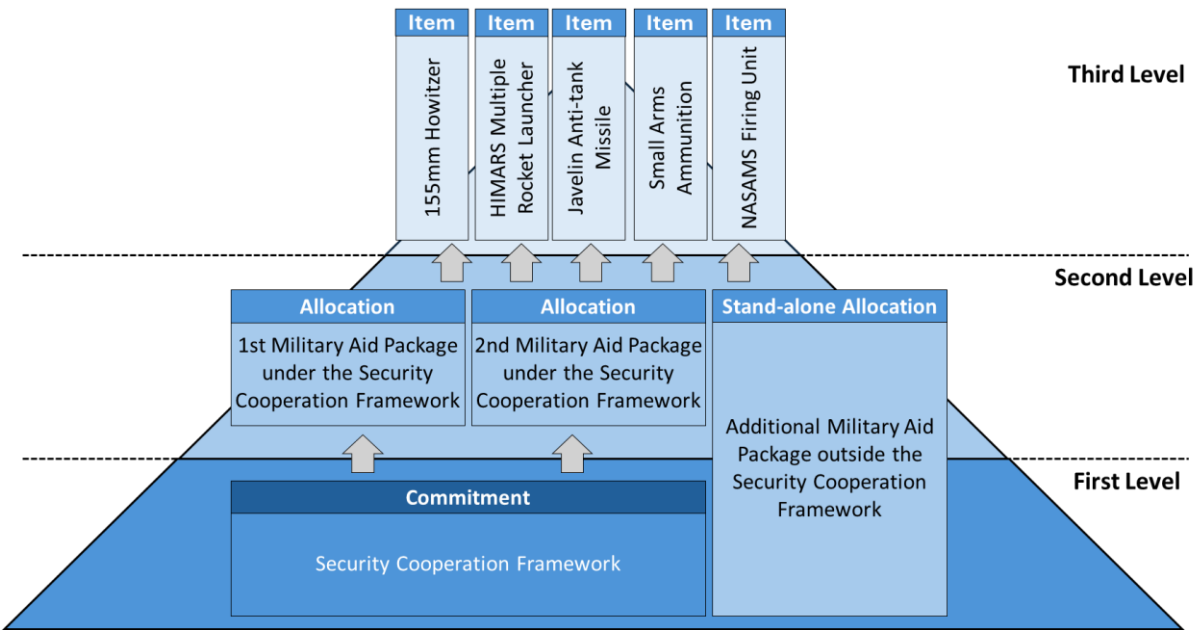 Item
Item
Item
Item
Item
155mm Howitzer
HIMARS Multiple
Rocket Launcher
Javelin Anti-tank
Missile
Small Arms
Ammunition
NASAMS Firing Unit
Third Level
Second Level
Allocation
1st Military Aid Package
under the Security
Cooperation Framework
Allocation
2nd Military Aid Package
under the Security
Cooperation Framework
Stand-alone Allocation
Additional Military Aid
Package outside the
Security Cooperation
Framework
First Level
Commitment
Security Cooperation Framework